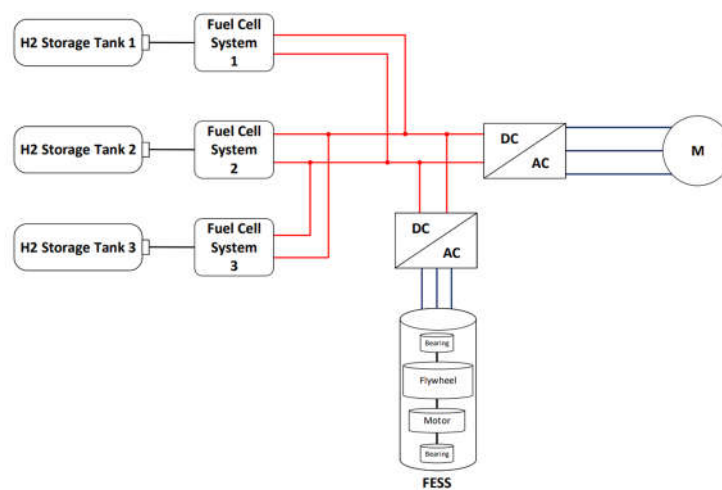 H2 Storage Tank 1
Fuel Cell
System
1
H2 Storage Tank 2
Fuel Cell
System
2
DC
AC
M
H2 Storage Tank 3
Fuel Cell
System
3
DC
AC
Bearing
Flywheel
Motor
Bearing
FESS